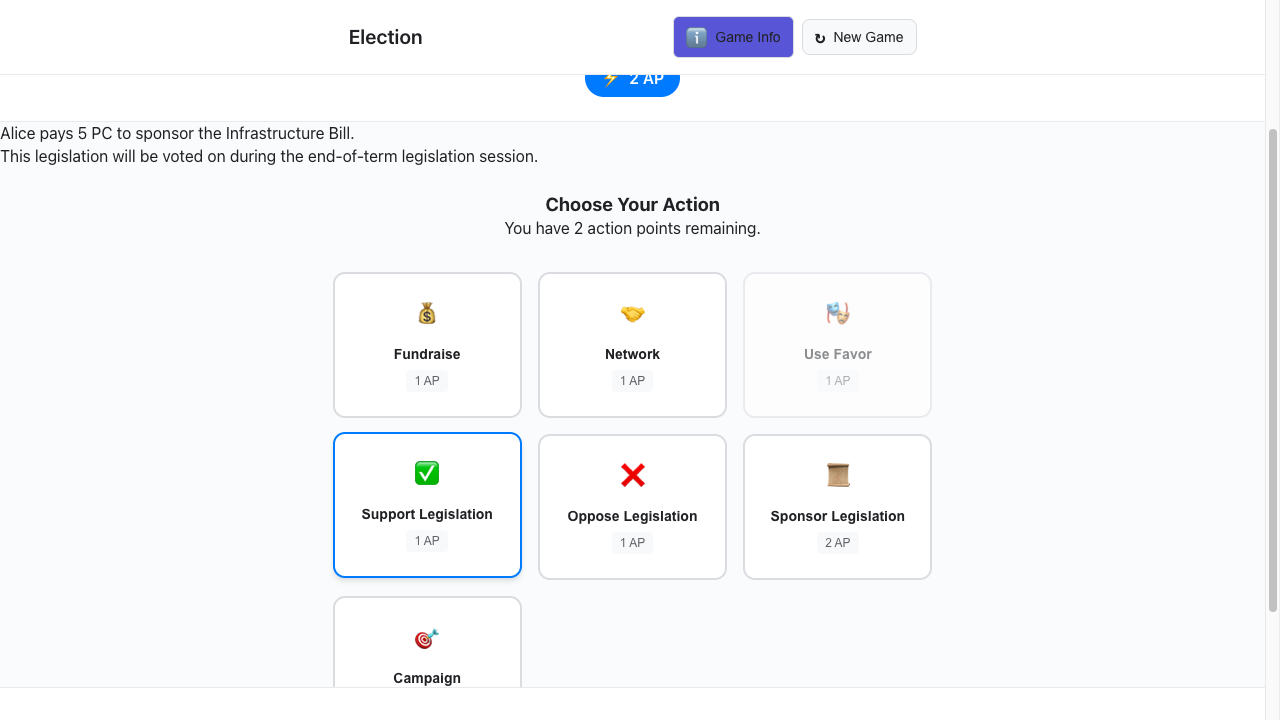 Election
Game Info
New Game
2 AP
Alice pays 5 PC to sponsor the Infrastructure Bill.
This legislation will be voted on during the end-of-term legislation session.
Choose Your Action
You have 2 action points remaining.
Fundraise
1 AP
Network
1 AP
Use Favor
1 AP
Support Legislation
1 AP
Oppose Legislation
1 AP
Sponsor Legislation
2 AP
Campaign